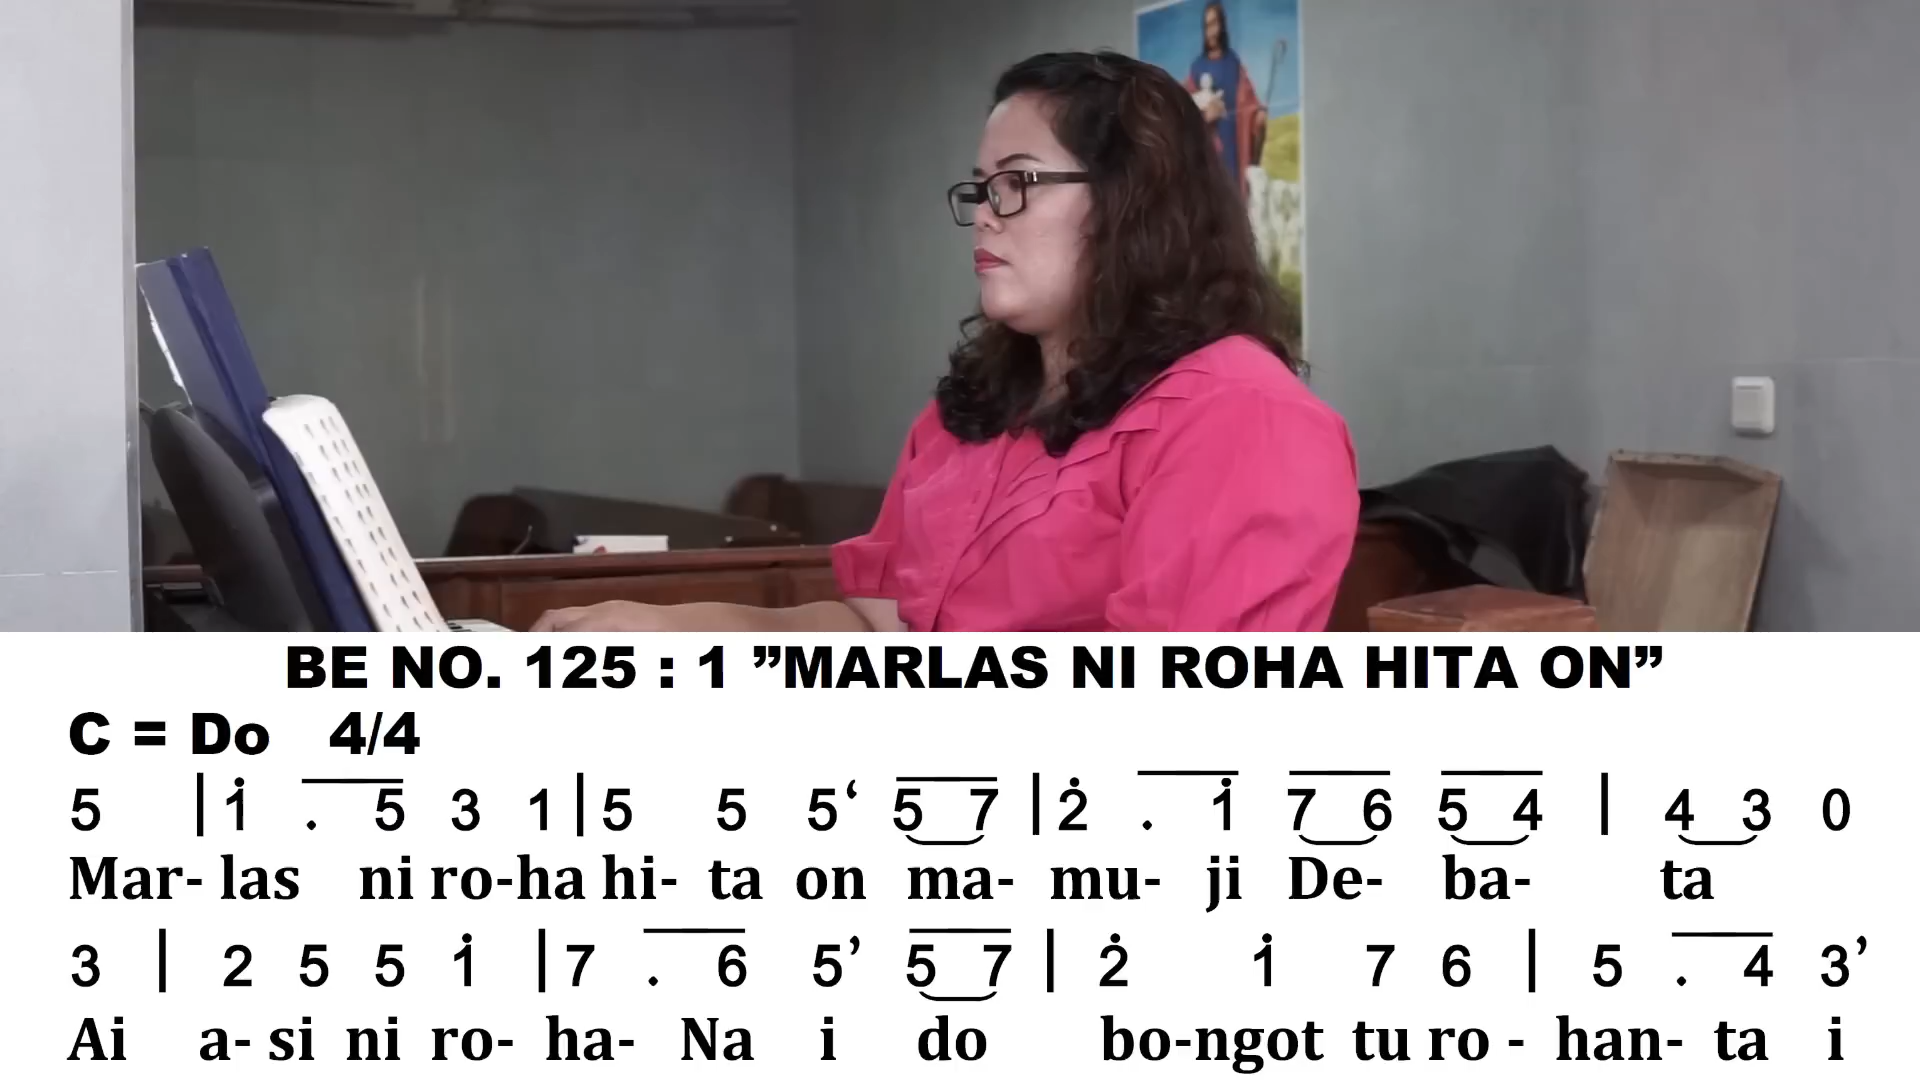 BE NO. 125 : 1 ”MARLAS NI ROHA HITA ON”
C = Do 4/4
5 | 1̇ . 5 3 1 | 5 5 5‘ 5 7 | 2̇ . 1̇ 7 6 5 4 | 4 3 0
Mar- las ni ro-ha hi- ta on ma- mu- ji De- ba- ta
3 | 2 5 5 1̇ | 7 . 6 5’ 5 7 | 2̇ 1̇ 7 6 | 5 . 4 3’
Ai a- si ni ro- ha- Na i do bo-ngot tu ro - han- ta i